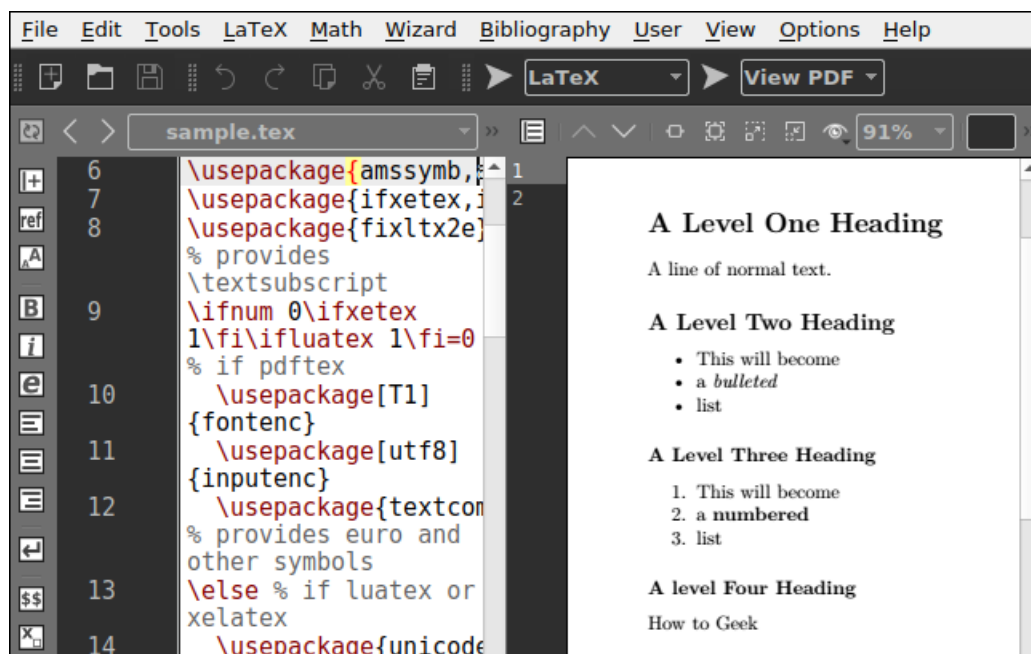 File Edit Tools LaTeX Math Wizard Bibliography User View Options Help
LaTeX View PDF
sample.tex 91%
ref
A A
B
i
e
$$
X
6 \usepackage{amssymb,
7 \usepackage{ifxetex,i
8 \usepackage{fixltx2e}
% provides
\textsubscript
9 \ifnum 0\ifxetex
1\fi\ifluatex 1\fi=0
% if pdftex
10 \usepackage[T1]
{fontenc}
11 \usepackage[utf8]
{inputenc}
12 \usepackage{textcom
% provides euro and
other symbols
13 \else % if luatex or
xelatex
14 \usepackage{unicode
1
2
A Level One Heading
A line of normal text.
A Level Two Heading
• This will become
• a bulleted
• list
A Level Three Heading
1. This will become
2. a numbered
3. list
A level Four Heading
How to Geek